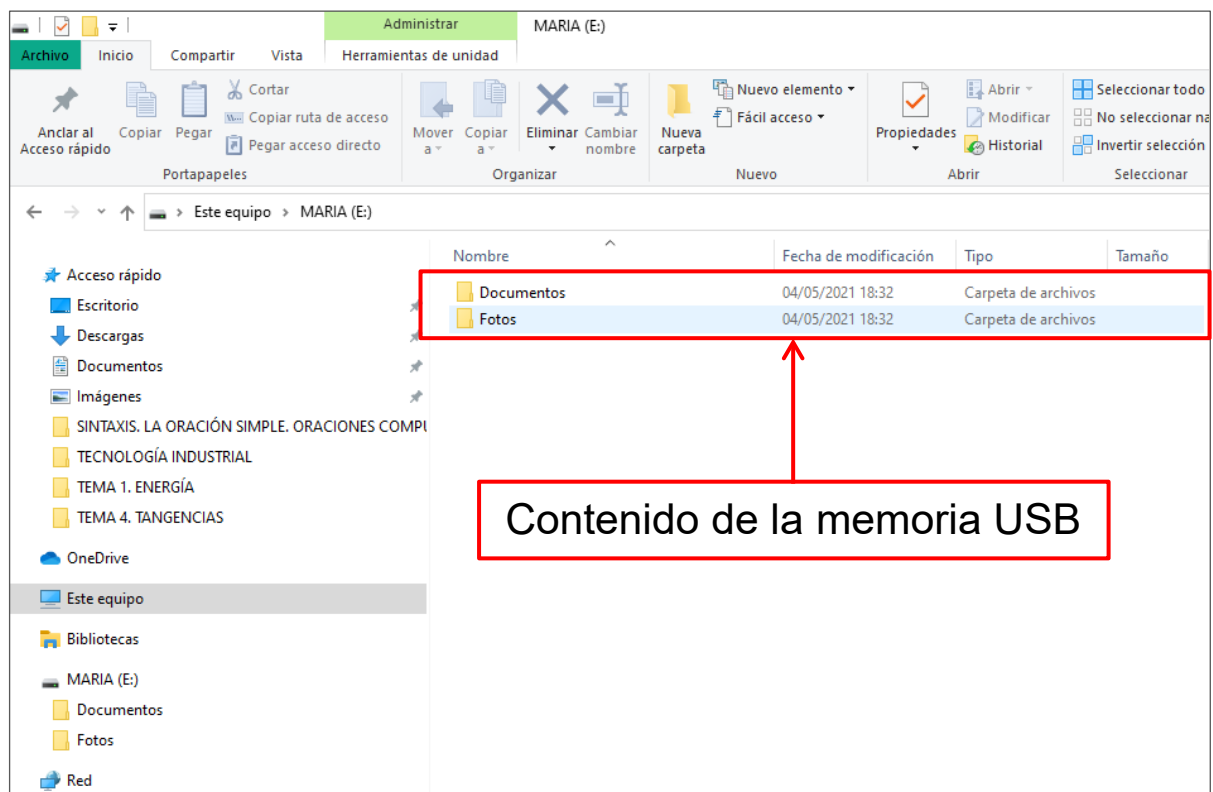 Administrar MARIA (E:)
Archivo Inicio Compartir Vista Herramientas de unidad
Anclar al Acceso rápido
Copiar
Pegar
Cortar
Copiar ruta de acceso
Pegar acceso directo
Portapapeles
Mover a
Copiar a
Eliminar
Cambiar nombre
Organizar
Nueva carpeta
Nuevo elemento
Fácil acceso
Nuevo
Propiedades
Abrir
Modificar
Historial
Abrir
Seleccionar todo
No seleccionar na
Invertir selección
Seleccionar
Este equipo > MARIA (E:)
Nombre Fecha de modificación Tipo Tamaño
Documentos 04/05/2021 18:32 Carpeta de archivos
Fotos 04/05/2021 18:32 Carpeta de archivos
Contenido de la memoria USB
Acceso rápido
Escritorio
Descargas
Documentos
Imágenes
SINTAXIS. LA ORACIÓN SIMPLE. ORACIONES COMPU
TECNOLOGÍA INDUSTRIAL
TEMA 1. ENERGÍA
TEMA 4. TANGENCIAS
OneDrive
Este equipo
Bibliotecas
MARIA (E:)
Documentos
Fotos
Red